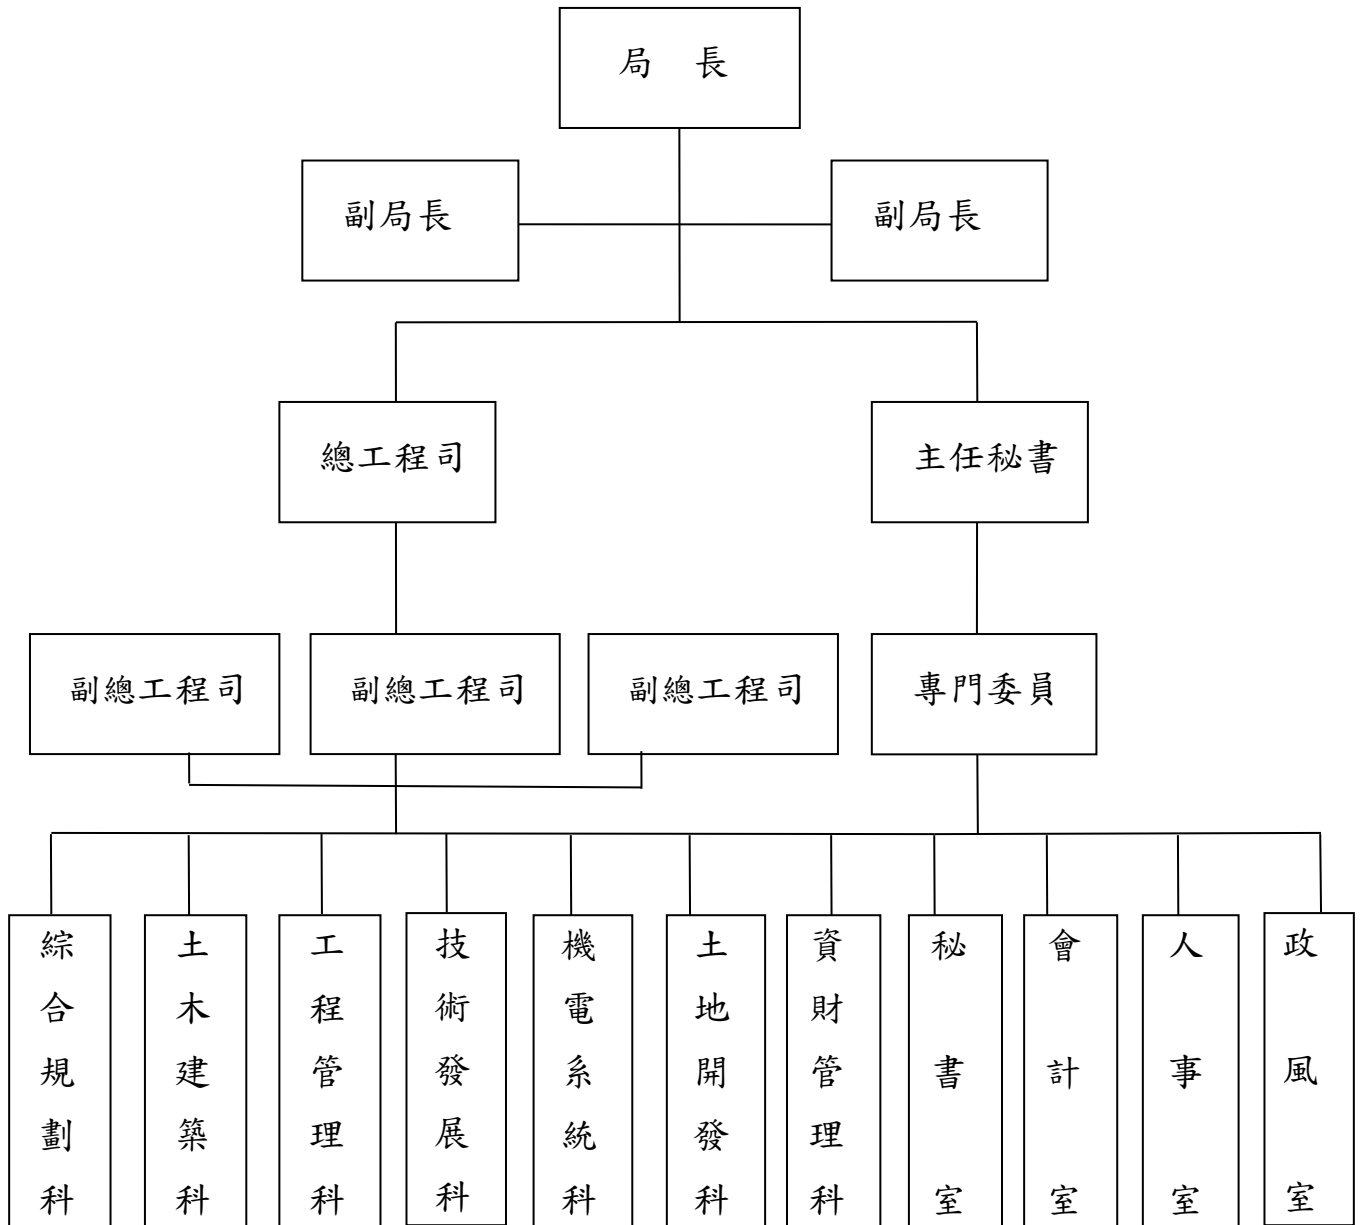 局 長
副局長
副局長
總工程司
主任秘書
副總工程司
副總工程司
副總工程司
專門委員
綜合規劃科
土木建築科
工程管理科
技術發展科
機電系統科
土地開發科
資財管理科
秘書室
會計室
人事室
政風室